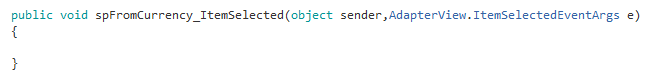 public void spFromCurrency_ItemSelected(object sender,AdapterView.ItemSelectedEventArgs e)
{
}